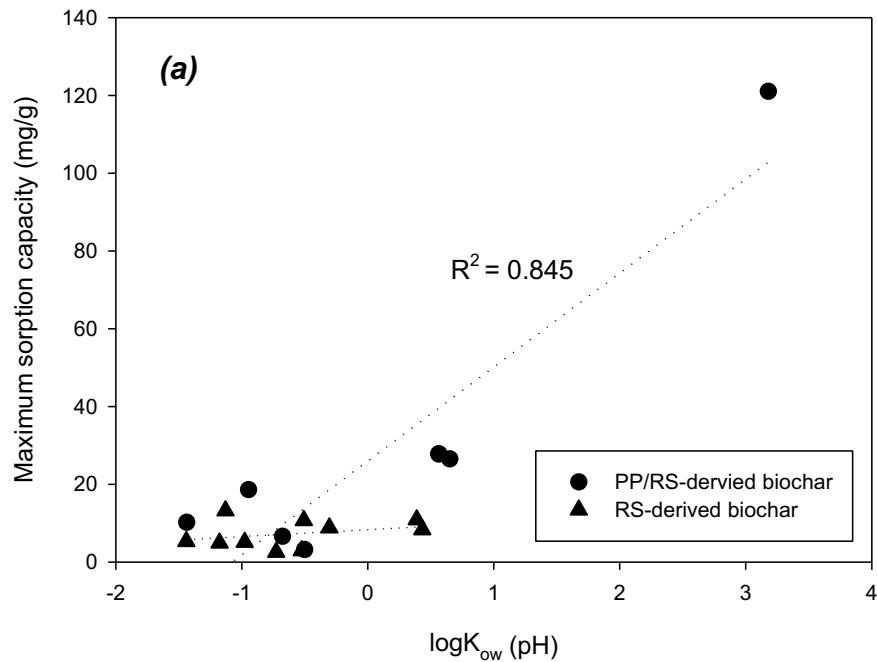 (a)
Maximum sorption capacity (mg/g)
140
120
100
80
60
40
20
0
R² = 0.845
PP/RS-dervied biochar
RS-derived biochar
-2
-1
0
1
2
3
4
logKow (pH)